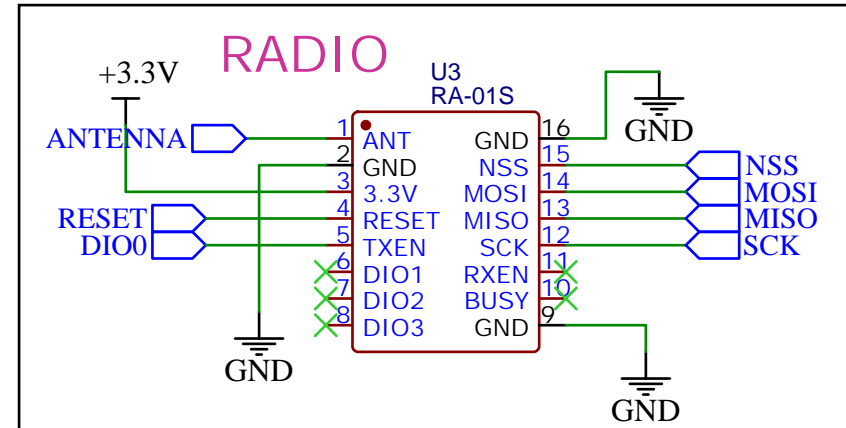 RADIO
+3.3V
U3
RA-01S
ANTENNA
1 ANT
2 GND
3 3.3V
RESET 4 RESET
DIO0 5 TXEN
6 DIO1
7 DIO2
8 DIO3
GND 16
NSS 15 NSS
MOSI 14 MOSI
MISO 13 MISO
SCK 12 SCK
RXEN 11
BUSY 10
GND 9
GND
GND
GND